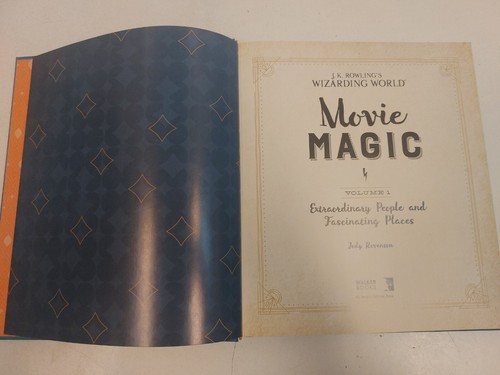 J.K. ROWLING'S
WIZARDING WORLD
Movie
MAGIC
VOLUME 1
Extraordinary People and
Fascinating Places
Jody Revenson